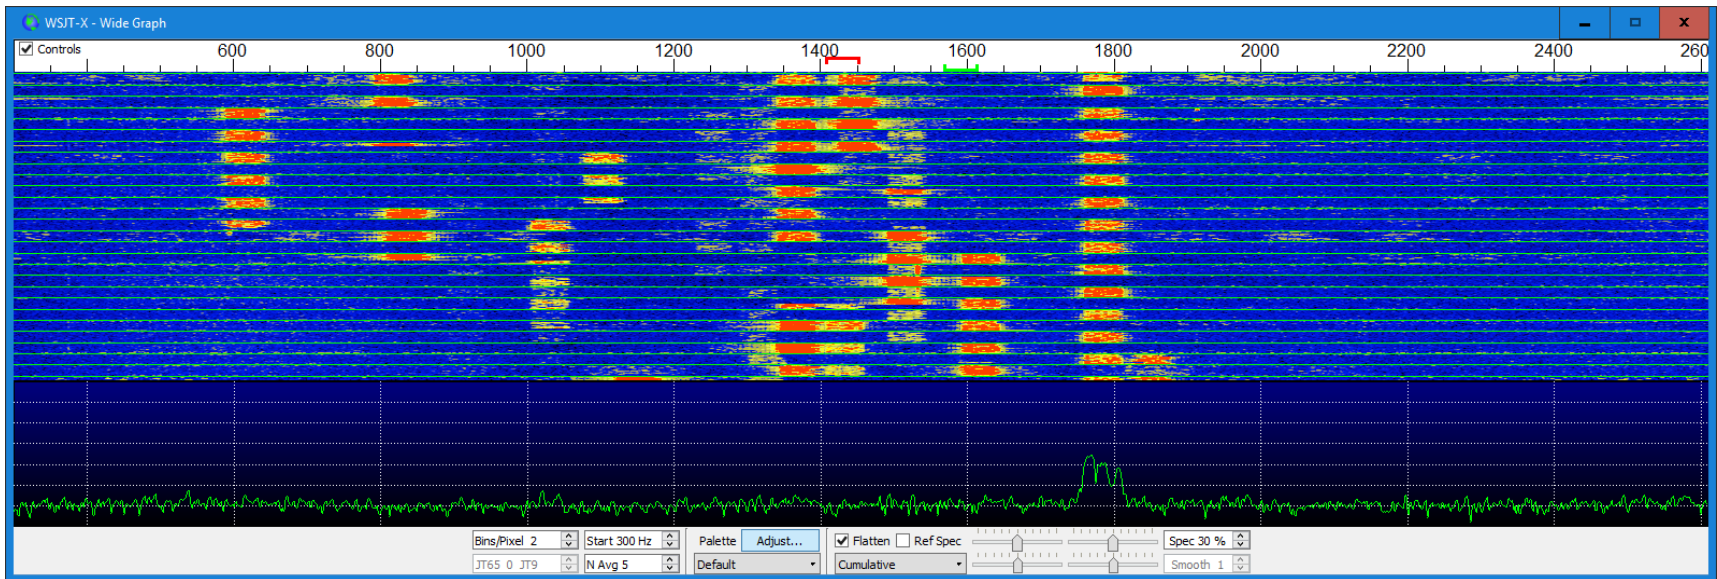 WSJT-X - Wide Graph
Controls 600 800 1000 1200 1400 1600 1800 2000 2200 2400 260
Bins/Pixel 2 Start 300 Hz Palette Adjust... Flatten Ref Spec Spec 30 %
JT65 0 JT9 N Avg 5 Default Cumulative Smooth 1